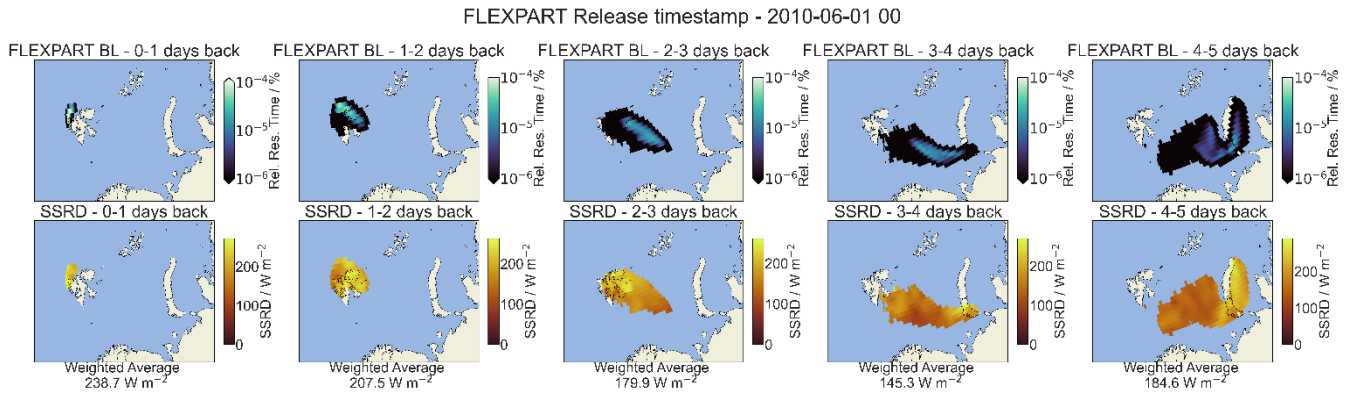 FLEXPART Release timestamp - 2010-06-01 00
FLEXPART BL - 0-1 days back
FLEXPART BL - 1-2 days back
FLEXPART BL - 2-3 days back
FLEXPART BL - 3-4 days back
FLEXPART BL - 4-5 days back
10⁻⁴
10⁻⁵
10⁻⁶
Rel. Res. Time / %
10⁻⁴
10⁻⁵
10⁻⁶
Rel. Res. Time / %
10⁻⁴
10⁻⁵
10⁻⁶
Rel. Res. Time / %
10⁻⁴
10⁻⁵
10⁻⁶
Rel. Res. Time / %
10⁻⁴
10⁻⁵
10⁻⁶
Rel. Res. Time / %
SSRD - 0-1 days back
SSRD - 1-2 days back
SSRD - 2-3 days back
SSRD - 3-4 days back
SSRD - 4-5 days back
200
100
0
SSRD / W m⁻²
200
100
0
SSRD / W m⁻²
200
100
0
SSRD / W m⁻²
200
100
0
SSRD / W m⁻²
200
100
0
SSRD / W m⁻²
Weighted Average
238.7 W m⁻²
Weighted Average
207.5 W m⁻²
Weighted Average
179.9 W m⁻²
Weighted Average
145.3 W m⁻²
Weighted Average
184.6 W m⁻²